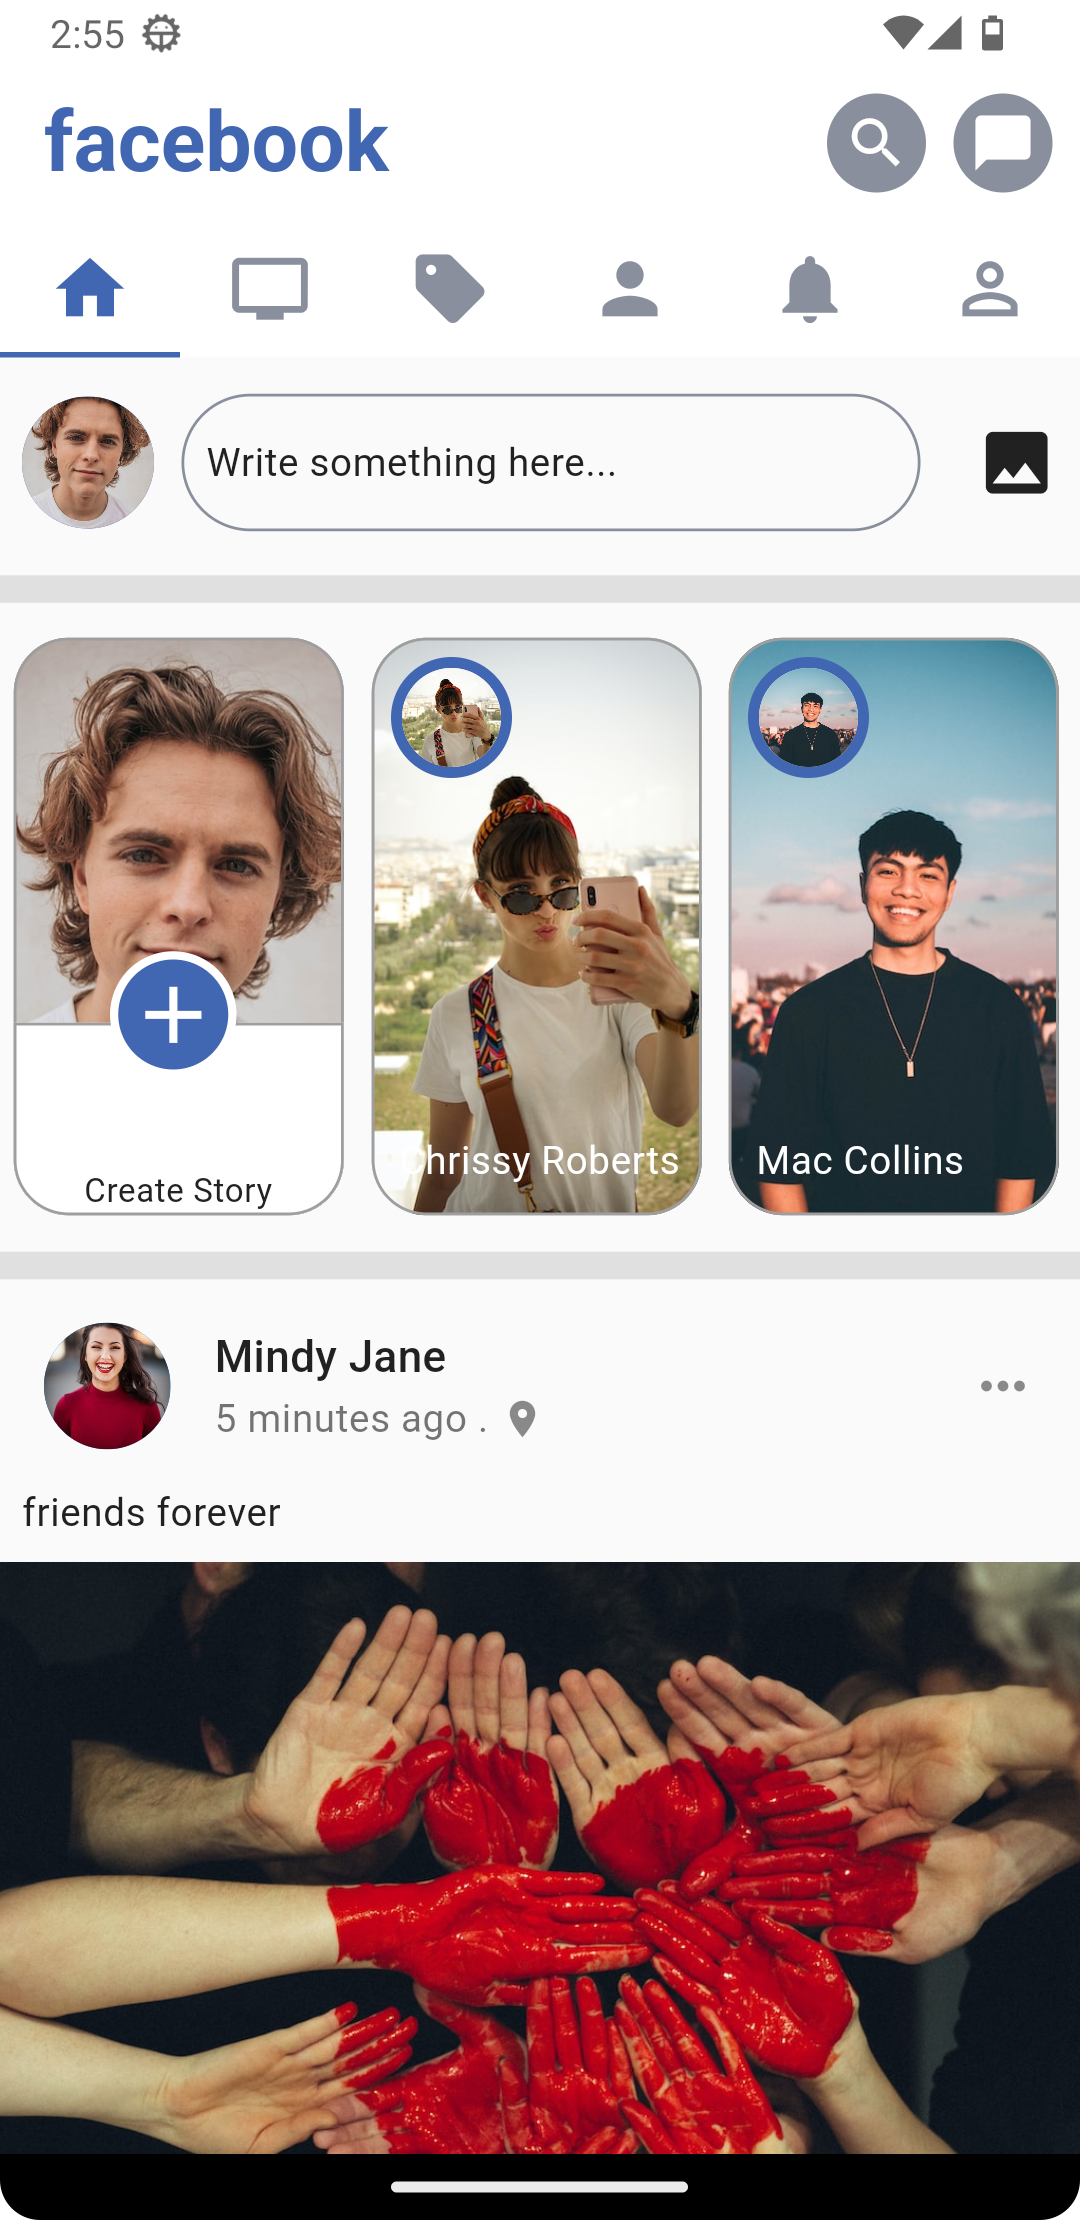 2:55
facebook
Write something here...
Create Story
Chrissy Roberts
Mac Collins
Mindy Jane
5 minutes ago .
friends forever